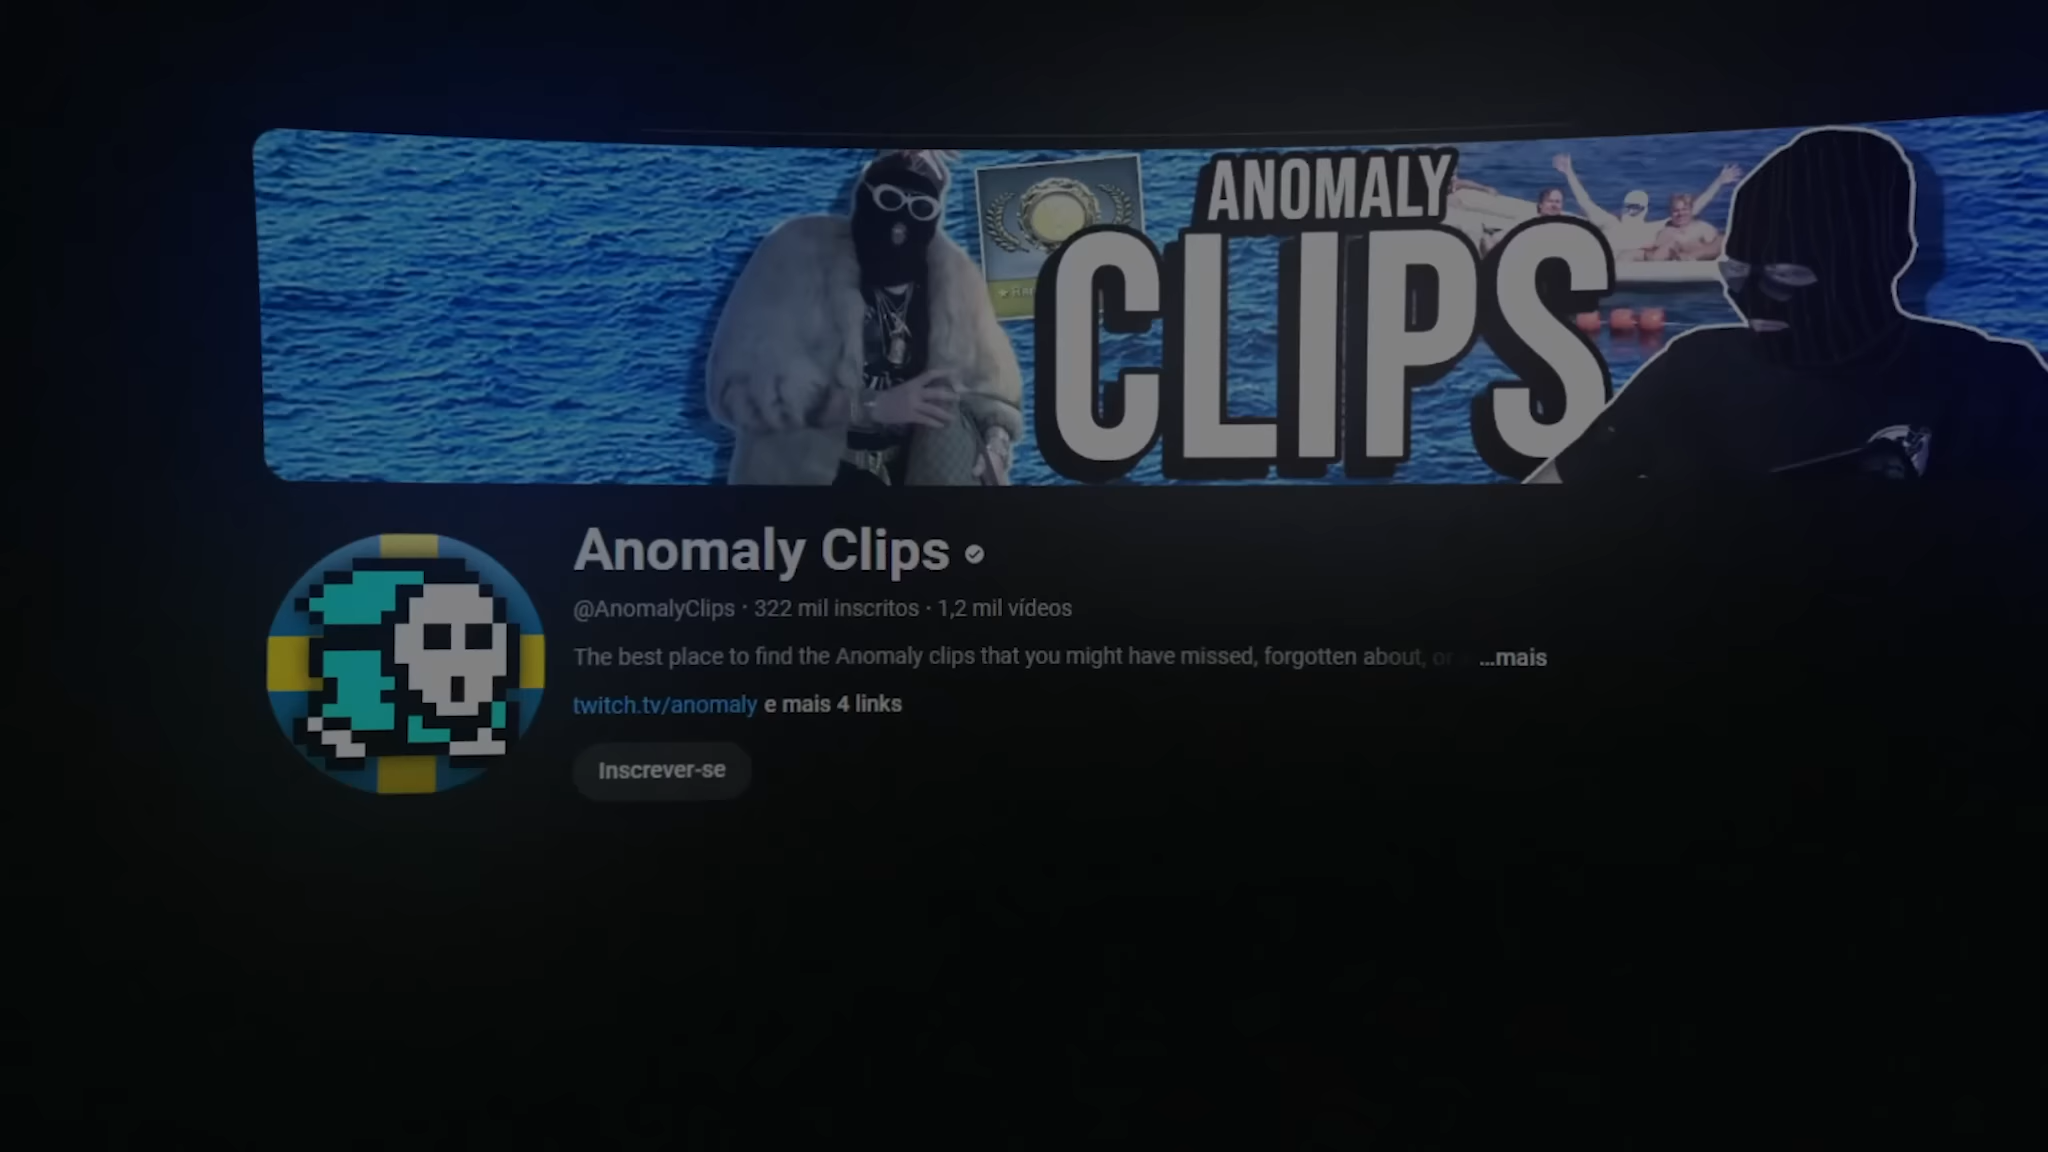 ANOMALY
CLIPS
Anomaly Clips
@AnomalyClips · 322 mil inscritos · 1,2 mil vídeos
The best place to find the Anomaly clips that you might have missed, forgotten about, or ...mais
twitch.tv/anomaly e mais 4 links
Inscrever-se